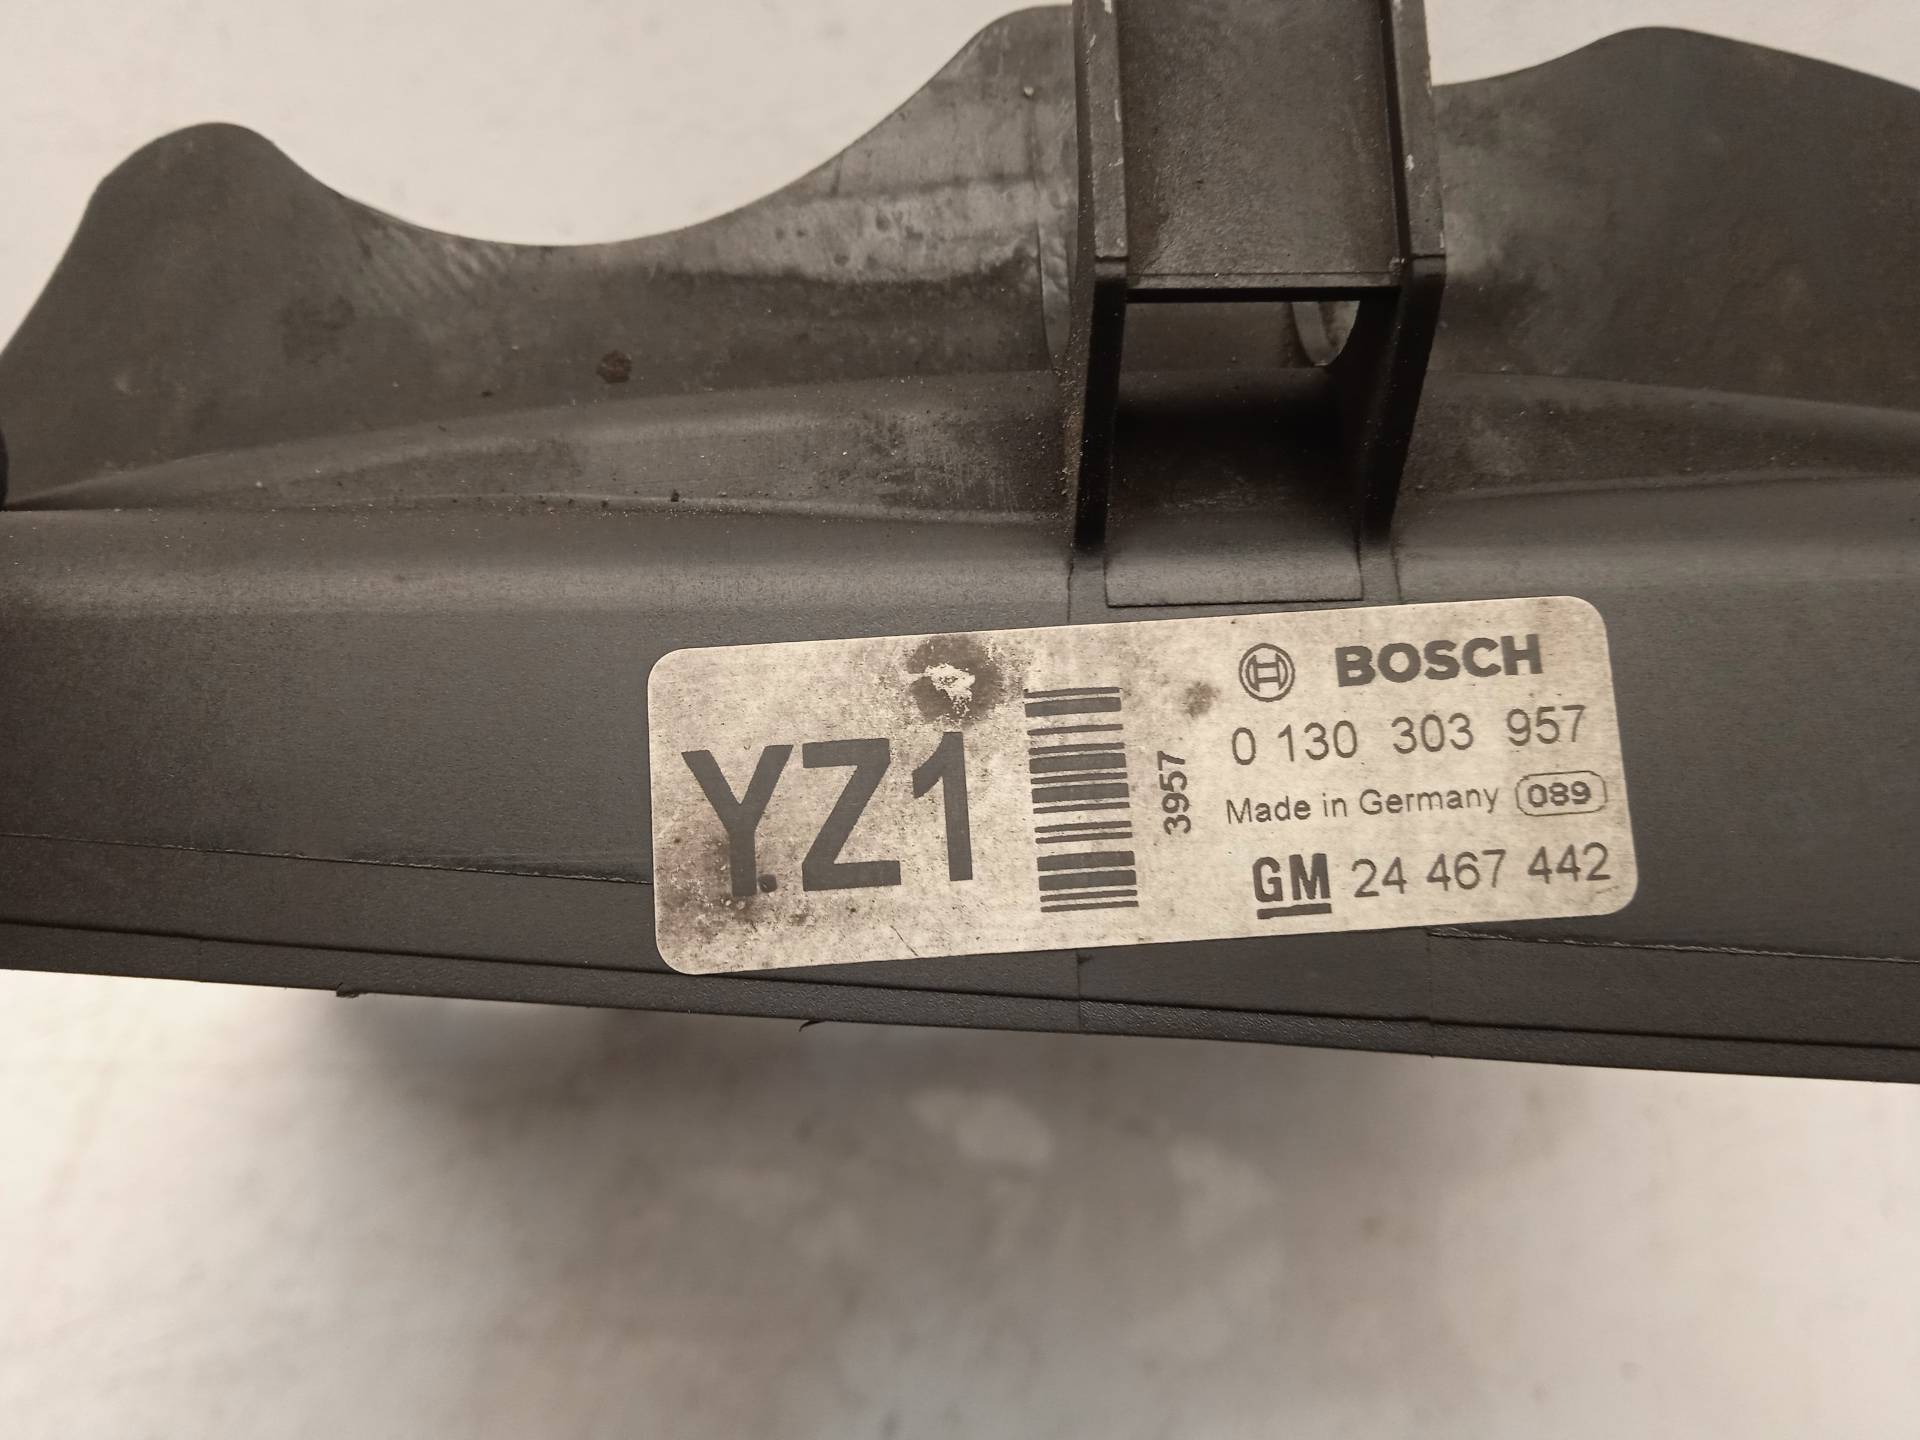 YZ1
3957
BOSCH
0 130 303 957
Made in Germany 089
GM 24 467 442